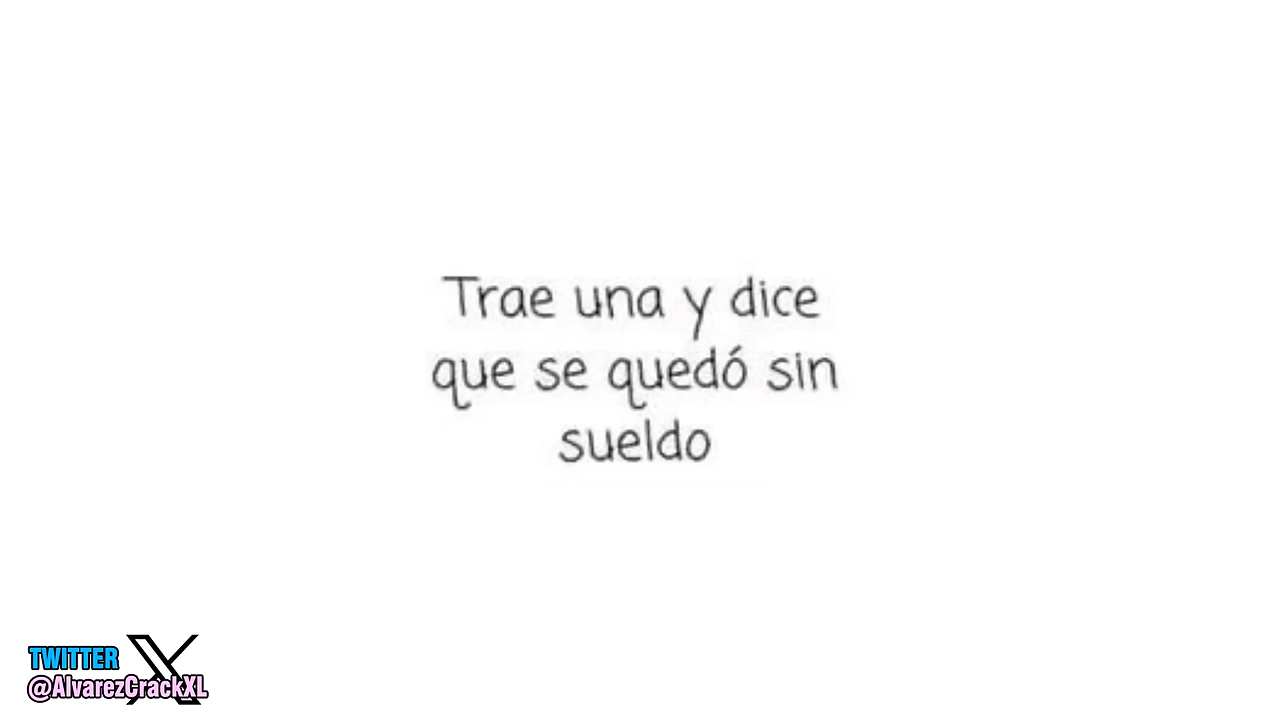 Trae una y dice
que se quedó sin
sueldo
TWITTER X
@AlvarezCrackXL